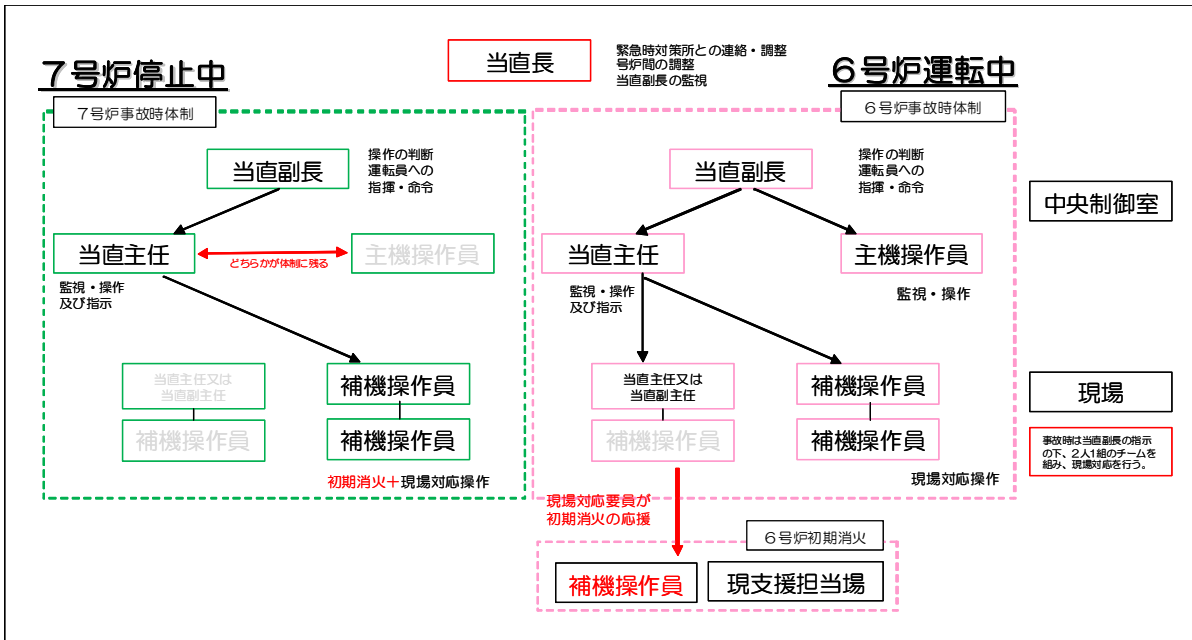 当直長
緊急時対策所との連絡・調整
号炉間の調整
当直副長の監視
７号炉停止中
６号炉運転中
７号炉事故時体制
当直副長
操作の判断
運転員への
指揮・命令
当直主任
どちらかが体制に残る
主機操作員
監視・操作
及び指示
当直主任又は
当直副主任
補機操作員
補機操作員
補機操作員
初期消火＋現場対応操作
６号炉事故時体制
当直副長
操作の判断
運転員への
指揮・命令
当直主任
主機操作員
監視・操作
及び指示
監視・操作
当直主任又は
当直副主任
補機操作員
補機操作員
補機操作員
現場対応操作
現場対応要員が
初期消火の応援
６号炉初期消火
補機操作員
現支援担当場
中央制御室
現場
事故時は当直副長の指示
の下、２人１組のチームを
組み、現場対応を行う。